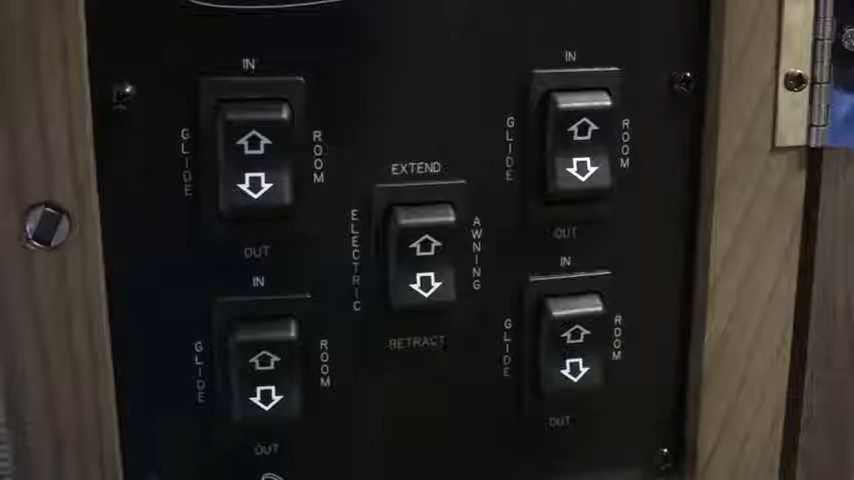 IN
GLIDE
ROOM
OUT
IN
GLIDE
ROOM
OUT
EXTEND
ELECTRIC
AWNING
RETRACT
IN
GLIDE
ROOM
OUT
IN
GLIDE
ROOM
OUT